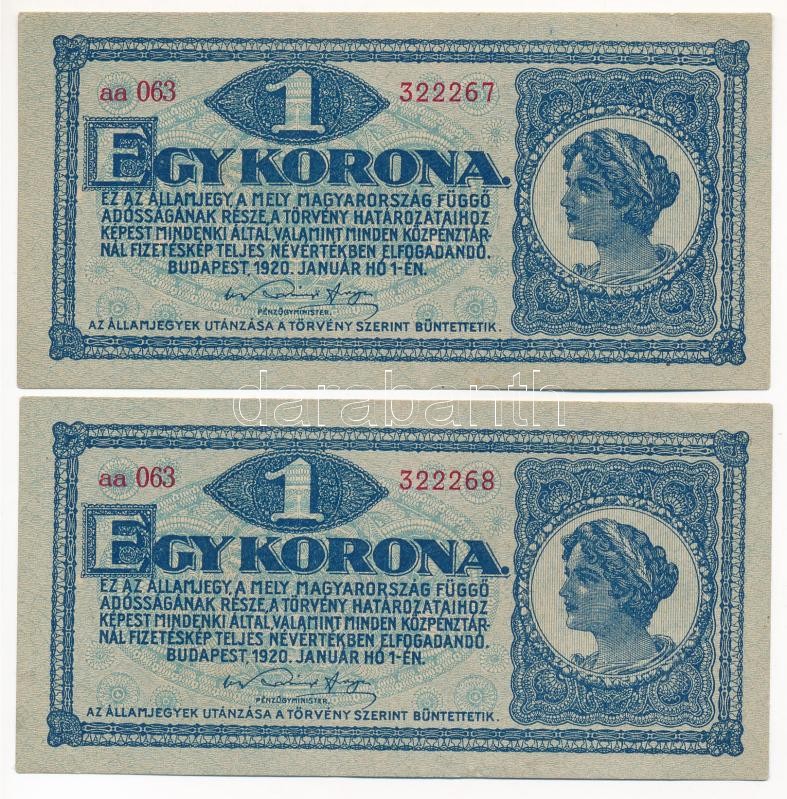 aa 063 1 322267
EGY KORONA.
EZ AZ ÁLLAMJEGY, A MELY MAGYARORSZÁG FÜGGŐ
ADÓSSÁGÁNAK RÉSZE, A TÖRVÉNY HATÁROZATAIHOZ
KÉPEST MINDENKI ÁLTAL, VALAMINT MINDEN KÖZPÉNZTÁR-
NÁL FIZETÉSKÉP TELJES NÉVÉRTÉKBEN ELFOGADANDÓ.
BUDAPEST, 1920. JANUÁR HÓ 1-ÉN.
PÉNZÜGYMINISTER.
AZ ÁLLAMJEGYEK UTÁNZÁSA A TÖRVÉNY SZERINT BÜNTETTETIK.
darabanth
aa 063 1 322268
EGY KORONA.
EZ AZ ÁLLAMJEGY, A MELY MAGYARORSZÁG FÜGGŐ
ADÓSSÁGÁNAK RÉSZE, A TÖRVÉNY HATÁROZATAIHOZ
KÉPEST MINDENKI ÁLTAL, VALAMINT MINDEN KÖZPÉNZTÁR-
NÁL FIZETÉSKÉP TELJES NÉVÉRTÉKBEN ELFOGADANDÓ.
BUDAPEST, 1920. JANUÁR HÓ 1-ÉN.
PÉNZÜGYMINISTER.
AZ ÁLLAMJEGYEK UTÁNZÁSA A TÖRVÉNY SZERINT BÜNTETTETIK.